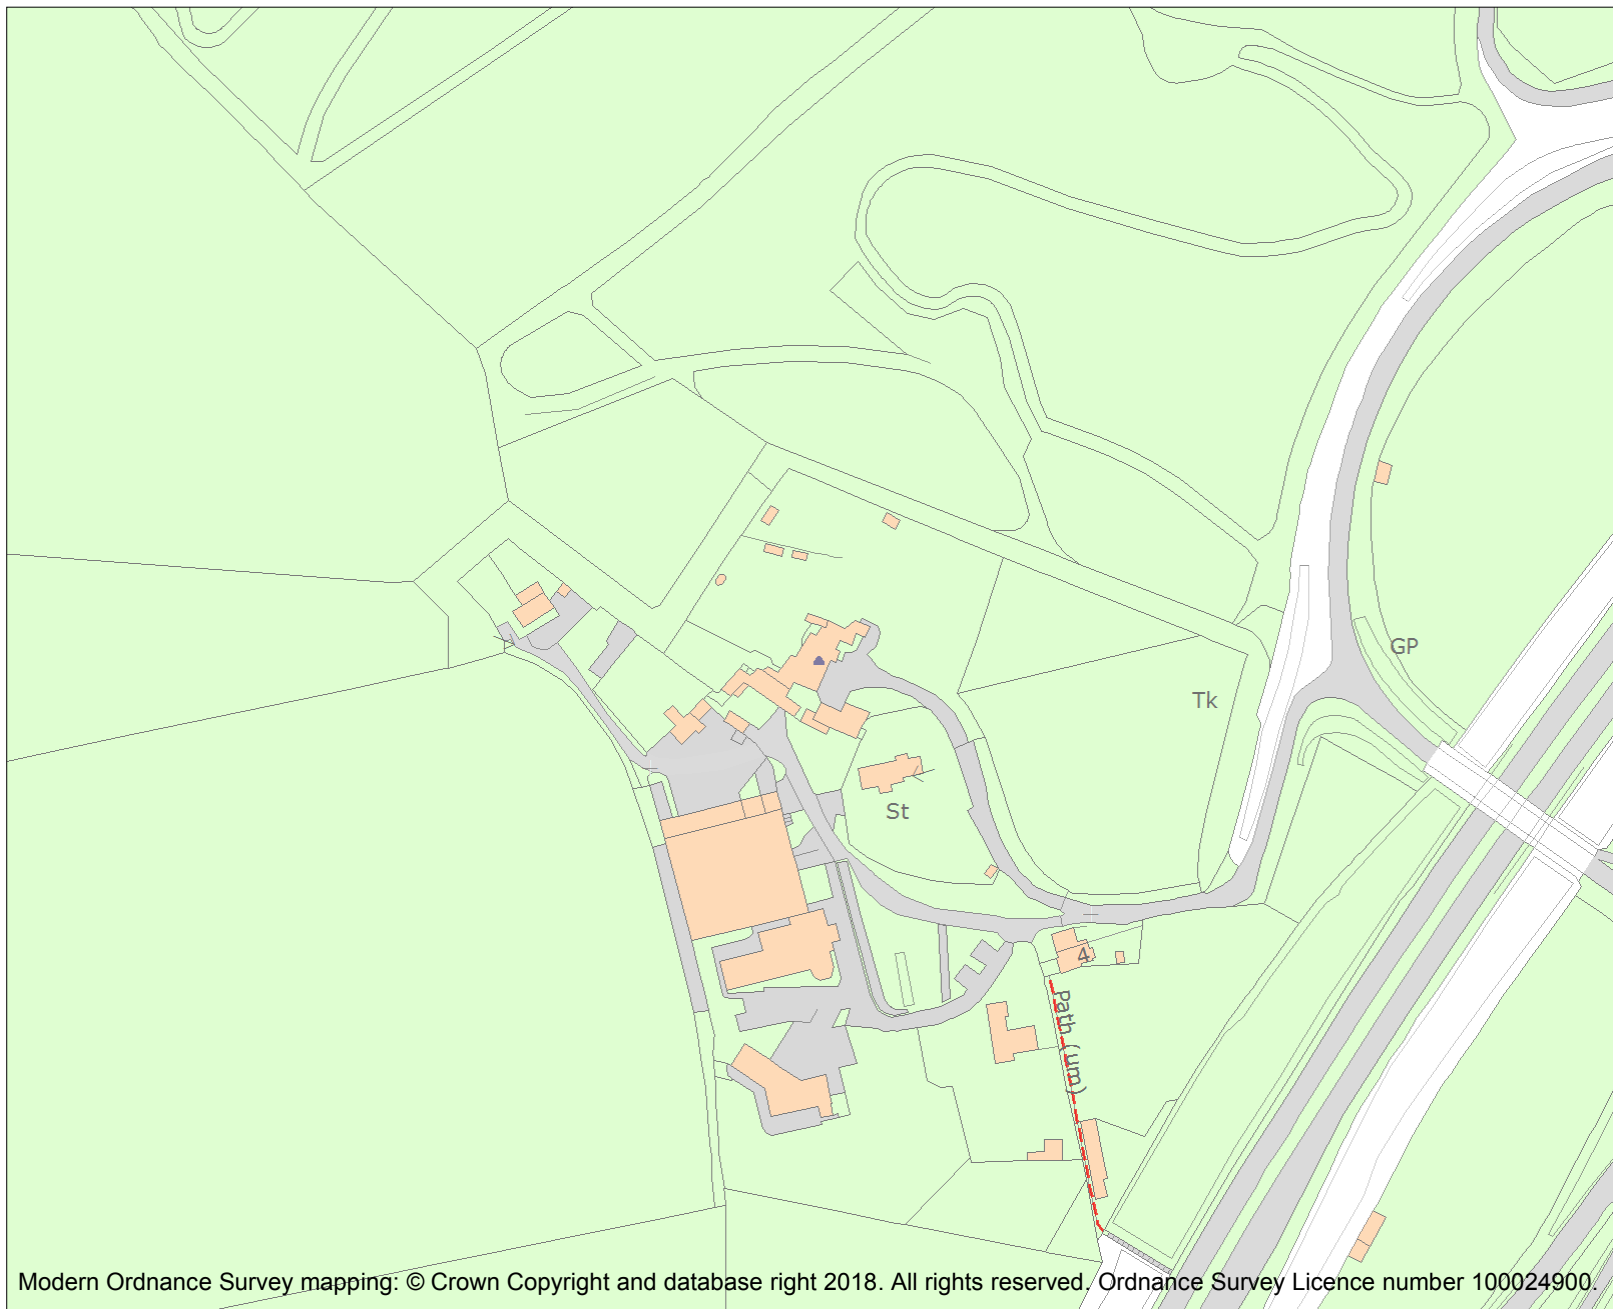 GP
Tk
St
4
Path (um)
Modern Ordnance Survey mapping: © Crown Copyright and database right 2018. All rights reserved. Ordnance Survey Licence number 100024900.